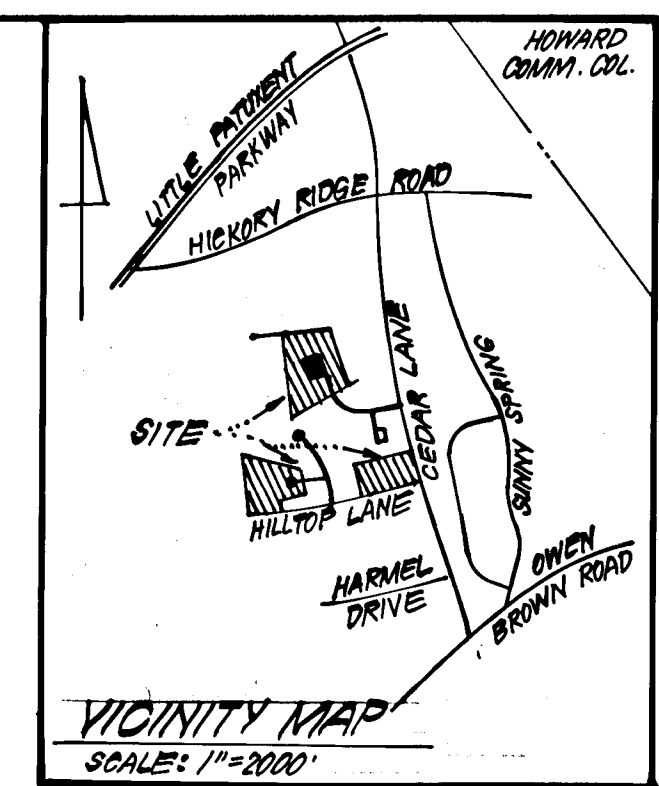 HOWARD
COMM. COL.
LITTLE PATUXENT
PARKWAY
HICKORY RIDGE ROAD
CEDAR LANE
SUNNY SPRING
SITE
HILLTOP LANE
HARMEL
DRIVE
OWEN
BROWN ROAD
VICINITY MAP
SCALE: 1"=2000'